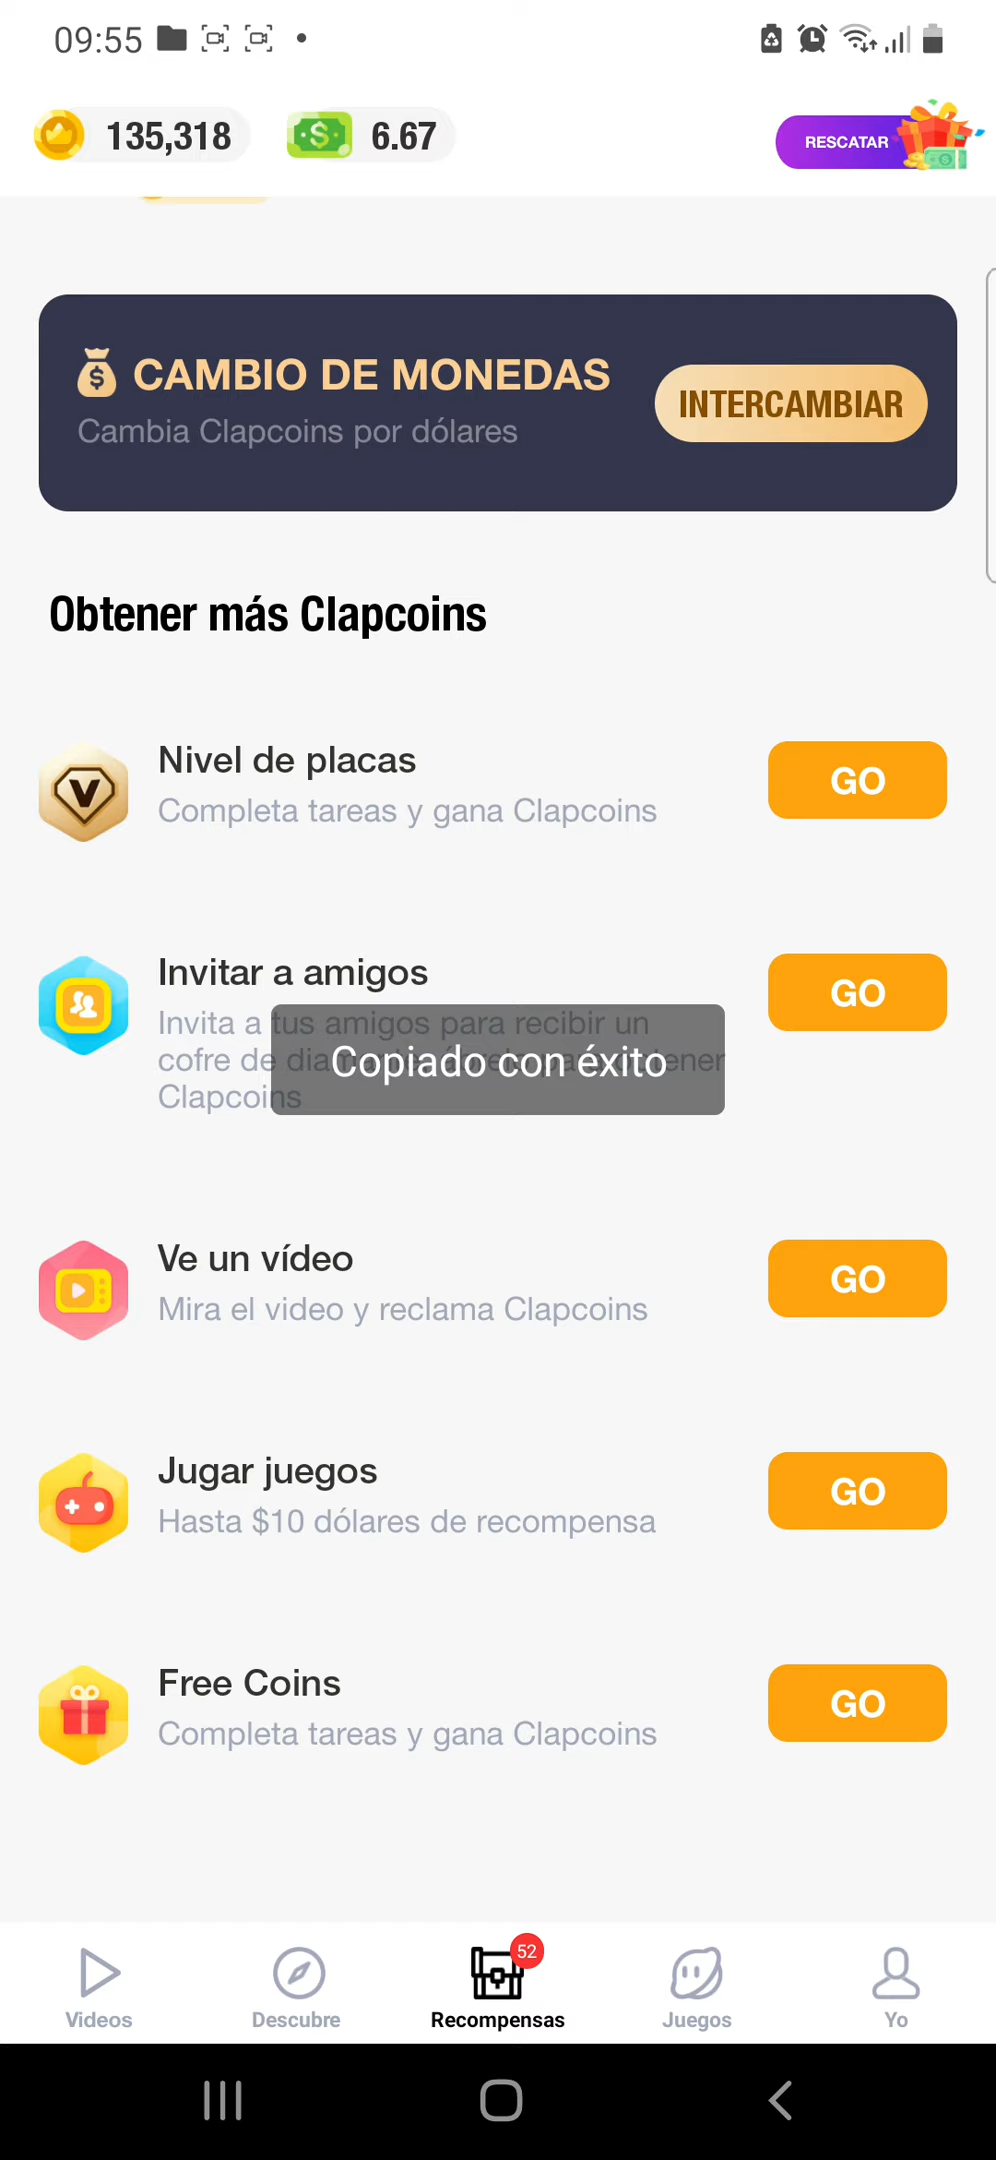 09:55
135,318
6.67
RESCATAR
CAMBIO DE MONEDAS
Cambia Clapcoins por dólares
INTERCAMBIAR
Obtener más Clapcoins
Nivel de placas
Completa tareas y gana Clapcoins
GO
Invitar a amigos
Invita a tus amigos para recibir un
cofre de
Clapcoins
GO
Copiado con éxito
Ve un vídeo
Mira el video y reclama Clapcoins
GO
Jugar juegos
Hasta $10 dólares de recompensa
GO
Free Coins
Completa tareas y gana Clapcoins
GO
52
Videos
Descubre
Recompensas
Juegos
Yo